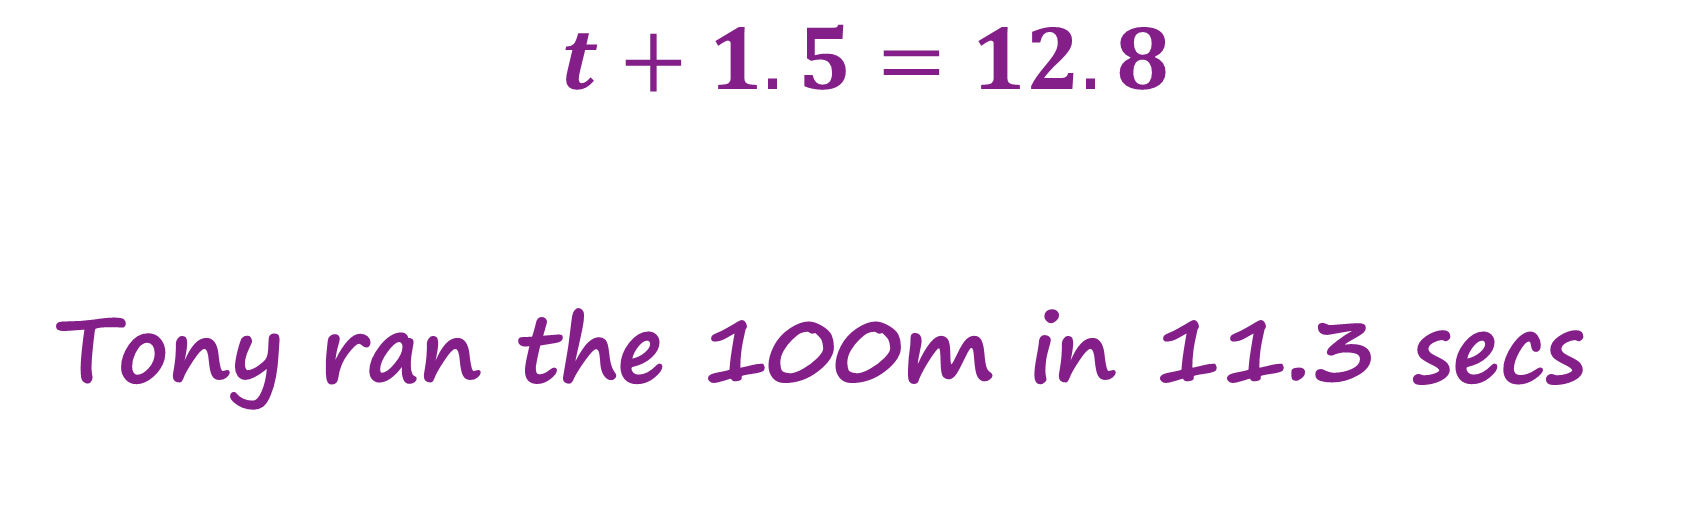 t + 1.5 = 12.8
Tony ran the 100m in 11.3 secs